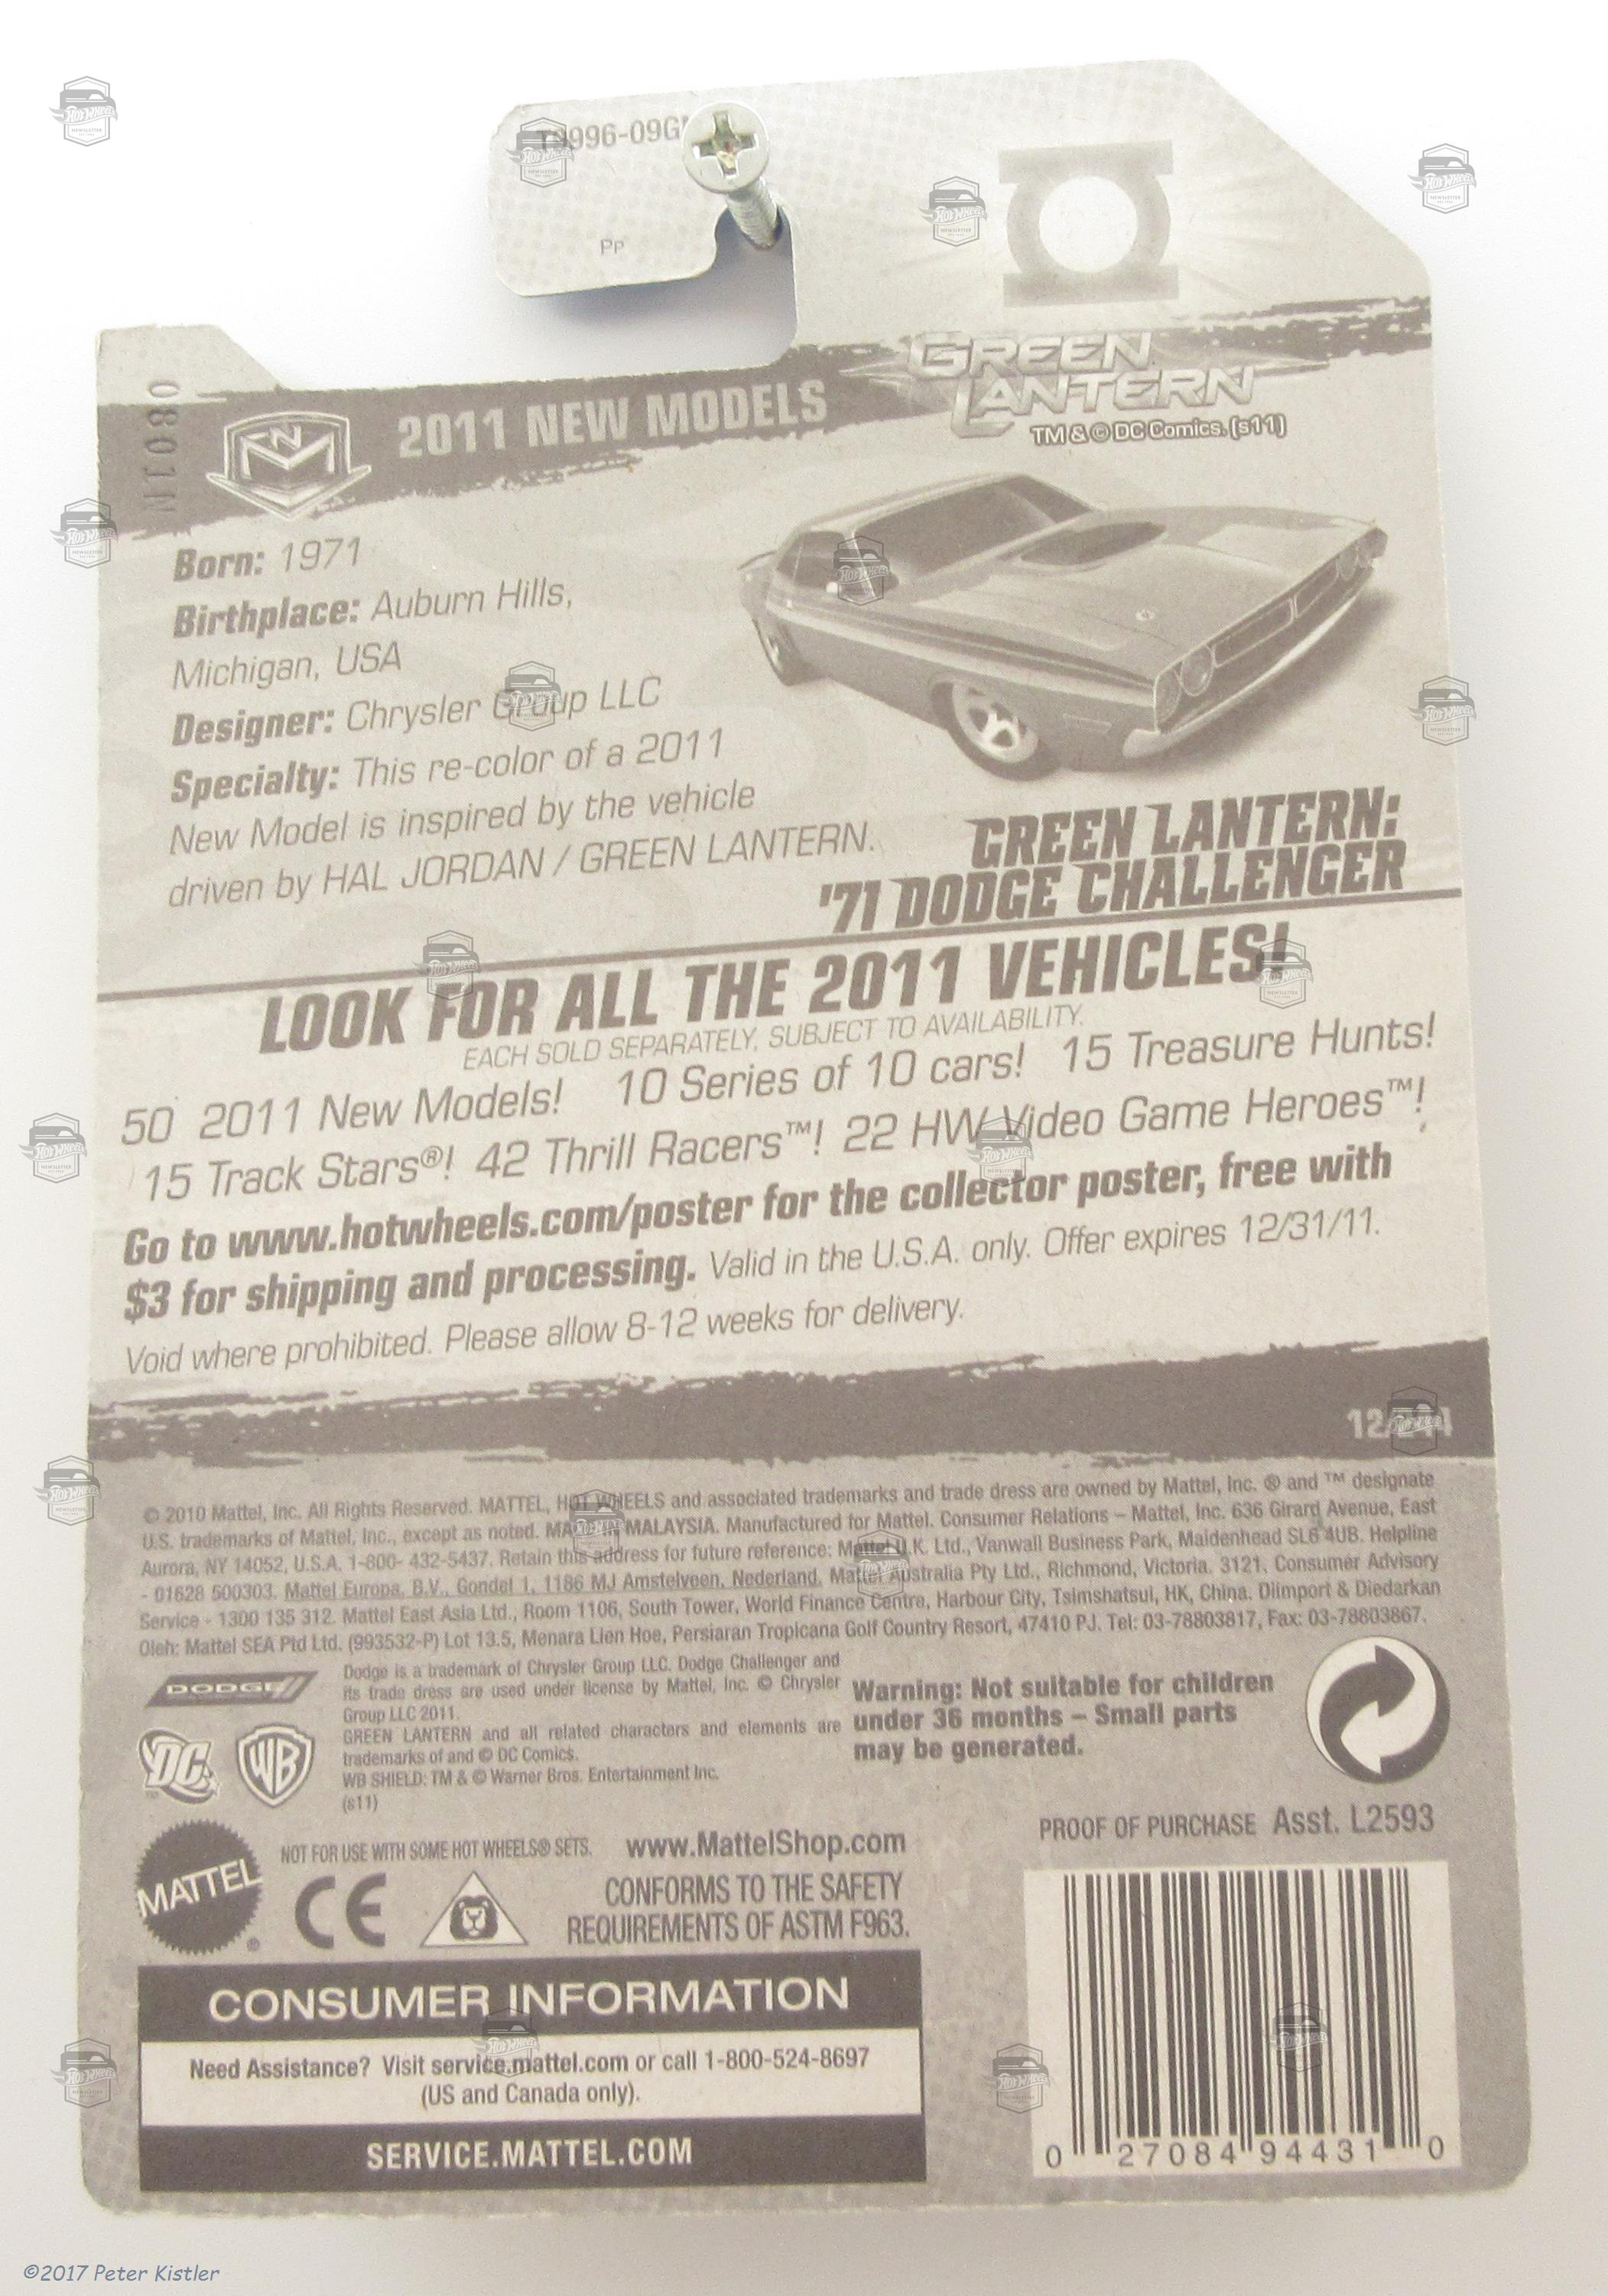 Pp
080JN
2011 NEW MODELS
GREEN
LANTERN
TM & © DC Comics. (s11)
Born: 1971
Birthplace: Auburn Hills,
Michigan, USA
Designer: Chrysler Group LLC
Specialty: This re-color of a 2011
New Model is inspired by the vehicle
driven by HAL JORDAN / GREEN LANTERN.
GREEN LANTERN:
'71 DODGE CHALLENGER
LOOK FOR ALL THE 2011 VEHICLES!
EACH SOLD SEPARATELY, SUBJECT TO AVAILABILITY.
50 2011 New Models! 10 Series of 10 cars! 15 Treasure Hunts!
15 Track Stars®! 42 Thrill Racers™! 22 HW Video Game Heroes™!
Go to www.hotwheels.com/poster for the collector poster, free with
$3 for shipping and processing. Valid in the U.S.A. only. Offer expires 12/31/11.
Void where prohibited. Please allow 8-12 weeks for delivery.
© 2010 Mattel, Inc. All Rights Reserved. MATTEL, HOT WHEELS and associated trademarks and trade dress are owned by Mattel, Inc. ® and ™ designate
U.S. trademarks of Mattel, Inc., except as noted. MADE IN MALAYSIA. Manufactured for Mattel. Consumer Relations – Mattel, Inc. 636 Girard Avenue, East
Aurora, NY 14052, U.S.A. 1-800- 432-5437. Retain this address for future reference: Mattel U.K. Ltd., Vanwall Business Park, Maidenhead SL6 4UB. Helpline
- 01628 500303. Mattel Europa, B.V., Gondel 1, 1186 MJ Amstelveen, Nederland. Mattel Australia Pty Ltd., Richmond, Victoria. 3121. Consumer Advisory
Service - 1300 135 312. Mattel East Asia Ltd., Room 1106, South Tower, World Finance Centre, Harbour City, Tsimshatsui, HK, China. Diimport & Diedarkan
Oleh: Mattel SEA Ptd Ltd. (993532-P) Lot 13.5, Menara Lien Hoe, Persiaran Tropicana Golf Country Resort, 47410 PJ. Tel: 03-78803817, Fax: 03-78803867.
DODGE
Dodge is a trademark of Chrysler Group LLC. Dodge Challenger and
its trade dress are used under license by Mattel, Inc. © Chrysler
Group LLC 2011.
GREEN LANTERN and all related characters and elements are
trademarks of and © DC Comics.
WB SHIELD: TM & © Warner Bros. Entertainment Inc.
(s11)
DC
WB
Warning: Not suitable for children
under 36 months – Small parts
may be generated.
PROOF OF PURCHASE Asst. L2593
NOT FOR USE WITH SOME HOT WHEELS® SETS. www.MattelShop.com
MATTEL
®
CE
CONFORMS TO THE SAFETY
REQUIREMENTS OF ASTM F963.
CONSUMER INFORMATION
Need Assistance? Visit service.mattel.com or call 1-800-524-8697
(US and Canada only).
SERVICE.MATTEL.COM
0 27084 94431 0
©2017 Peter Kistler